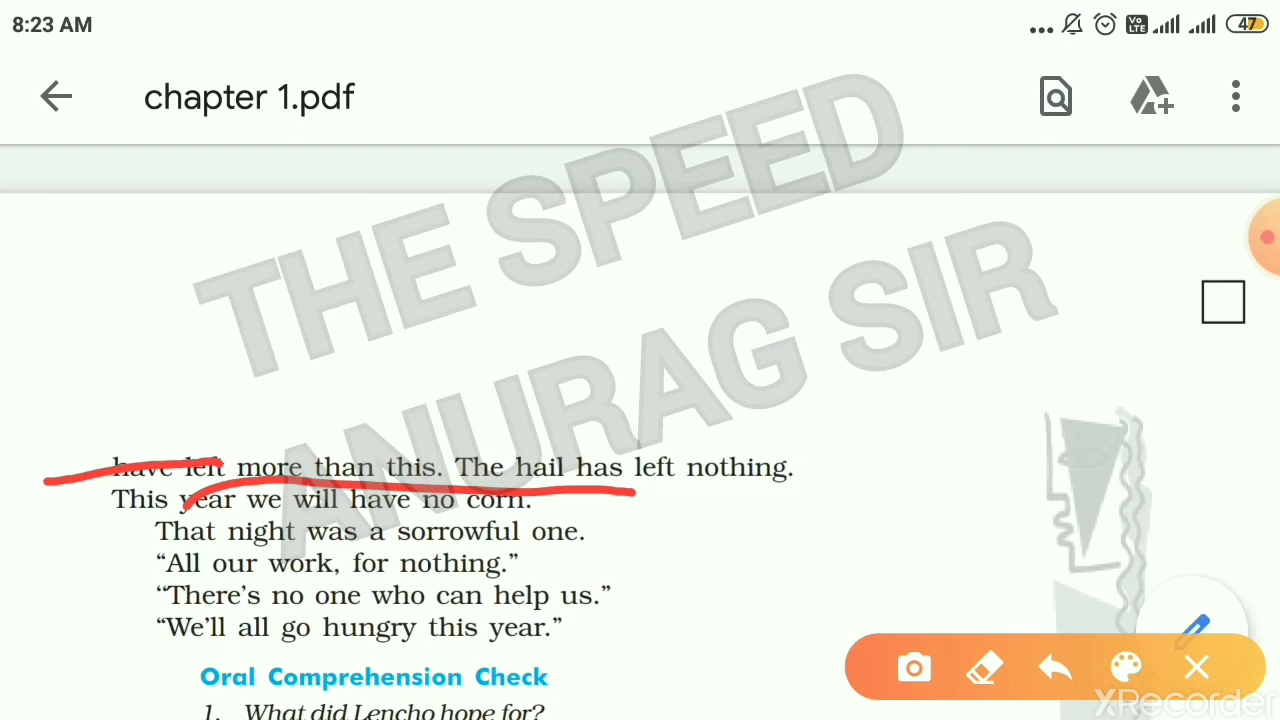 8:23 AM
Vo LTE
47
chapter 1.pdf
THE SPEED
ANURAG SIR
have left more than this. The hail has left nothing.
This year we will have no corn.
That night was a sorrowful one.
“All our work, for nothing.”
“There’s no one who can help us.”
“We’ll all go hungry this year.”
Oral Comprehension Check
1. What did Lencho hope for?
XRecorder